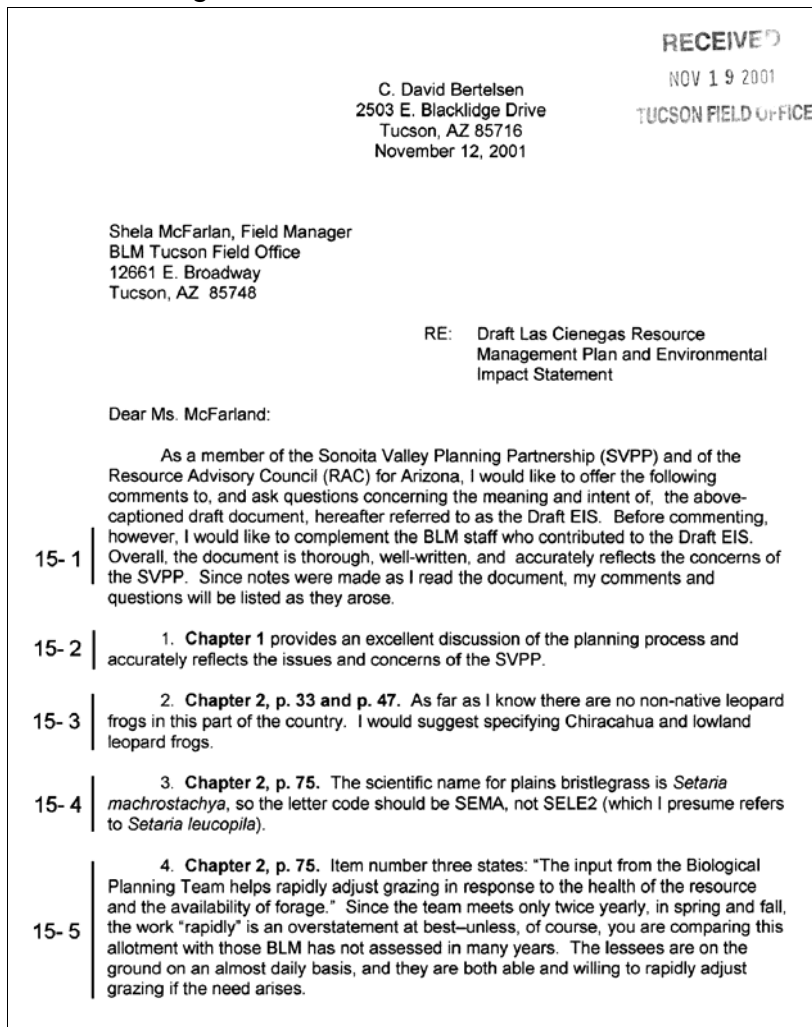 RECEIVED
NOV 19 2001
TUCSON FIELD OFFICE
C. David Bertelsen
2503 E. Blacklidge Drive
Tucson, AZ 85716
November 12, 2001
Shela McFarlan, Field Manager
BLM Tucson Field Office
12661 E. Broadway
Tucson, AZ 85748
RE: Draft Las Cienegas Resource
Management Plan and Environmental
Impact Statement
Dear Ms. McFarland:
As a member of the Sonoita Valley Planning Partnership (SVPP) and of the
Resource Advisory Council (RAC) for Arizona, I would like to offer the following
comments to, and ask questions concerning the meaning and intent of, the above-
captioned draft document, hereafter referred to as the Draft EIS. Before commenting,
however, I would like to complement the BLM staff who contributed to the Draft EIS.
15-1 Overall, the document is thorough, well-written, and accurately reflects the concerns of
the SVPP. Since notes were made as I read the document, my comments and
questions will be listed as they arose.
1. Chapter 1 provides an excellent discussion of the planning process and
15-2 accurately reflects the issues and concerns of the SVPP.
2. Chapter 2, p. 33 and p. 47. As far as I know there are no non-native leopard
15-3 frogs in this part of the country. I would suggest specifying Chiracahua and lowland
leopard frogs.
3. Chapter 2, p. 75. The scientific name for plains bristlegrass is Setaria
15-4 machrostachya, so the letter code should be SEMA, not SELE2 (which I presume refers
to Setaria leucopila).
4. Chapter 2, p. 75. Item number three states: "The input from the Biological
Planning Team helps rapidly adjust grazing in response to the health of the resource
and the availability of forage." Since the team meets only twice yearly, in spring and fall,
15-5 the work "rapidly" is an overstatement at best–unless, of course, you are comparing this
allotment with those BLM has not assessed in many years. The lessees are on the
ground on an almost daily basis, and they are both able and willing to rapidly adjust
grazing if the need arises.